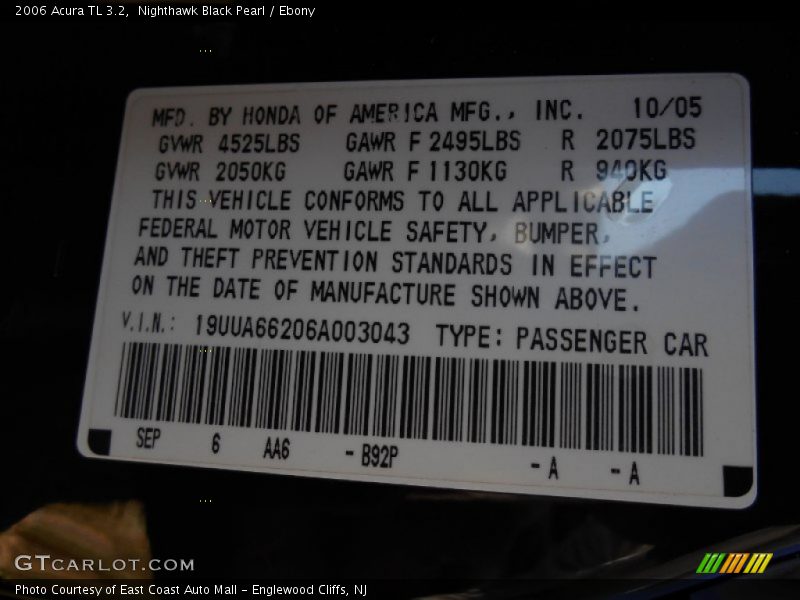 2006 Acura TL 3.2,  Nighthawk Black Pearl / Ebony
MFD. BY HONDA OF AMERICA MFG., INC. 10/05
GVWR 4525LBS GAWR F 2495LBS R 2075LBS
GVWR 2050KG GAWR F 1130KG R 940KG
THIS VEHICLE CONFORMS TO ALL APPLICABLE
FEDERAL MOTOR VEHICLE SAFETY, BUMPER,
AND THEFT PREVENTION STANDARDS IN EFFECT
ON THE DATE OF MANUFACTURE SHOWN ABOVE.
V.I.N.: 19UUA66206A003043 TYPE: PASSENGER CAR
SEP 6 AA6 -B92P -A -A
GTCARLOT.COM
Photo Courtesy of East Coast Auto Mall - Englewood Cliffs, NJ